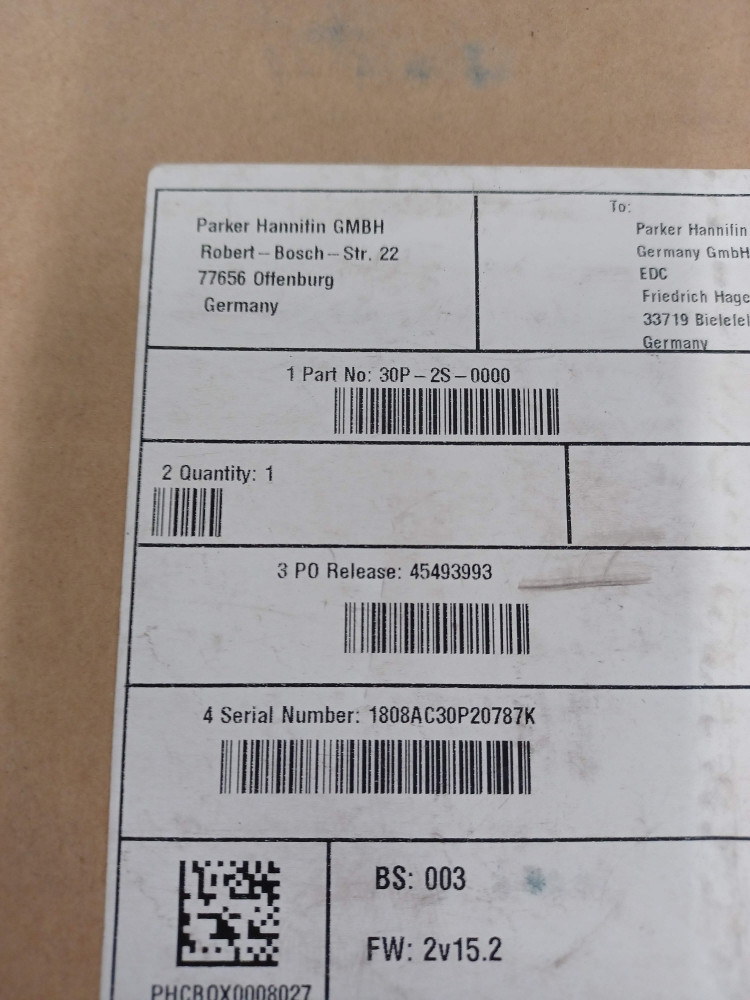 Parker Hannifin GMBH
Robert-Bosch-Str. 22
77656 Offenburg
Germany
To:
Parker Hannifin
Germany GmbH
EDC
Friedrich Hage
33719 Bielefel
Germany
1 Part No: 30P-2S-0000
2 Quantity: 1
3 PO Release: 45493993
4 Serial Number: 1808AC30P20787K
BS: 003
FW: 2v15.2
PHCBOX0008027